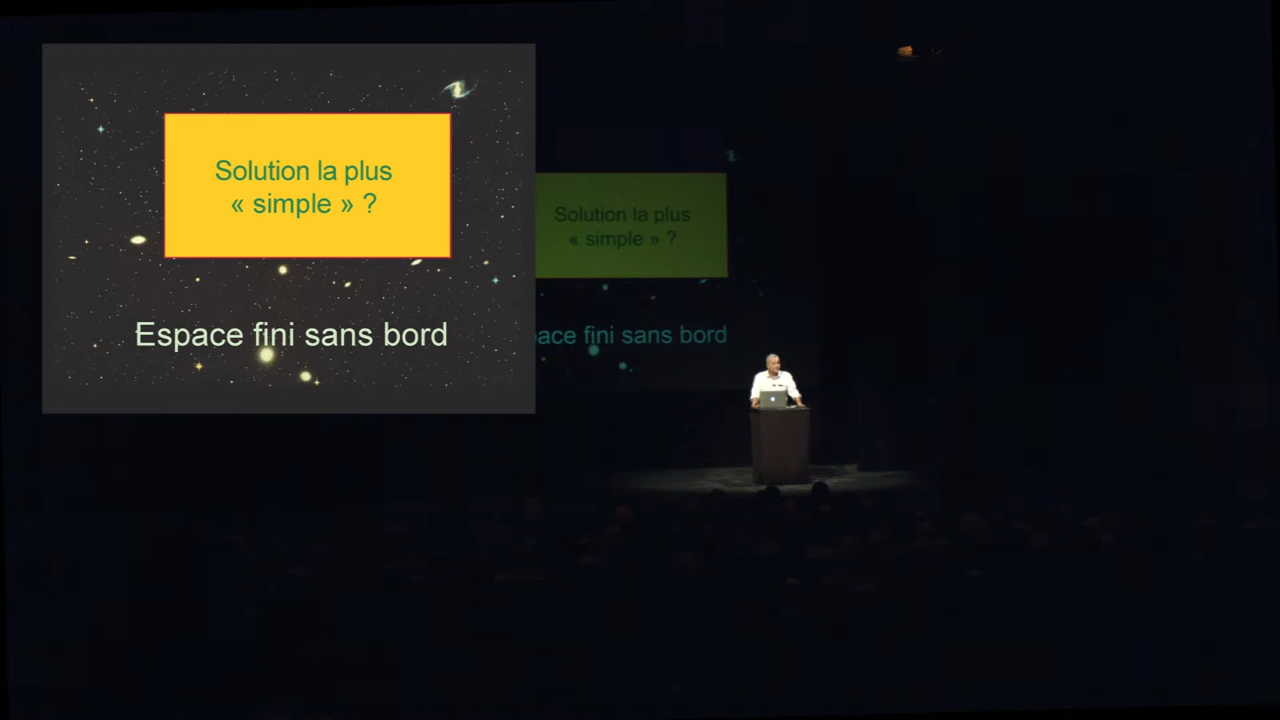 Solution la plus
« simple » ?
Espace fini sans bord
Solution la plus
« simple » ?
ace fini sans bord